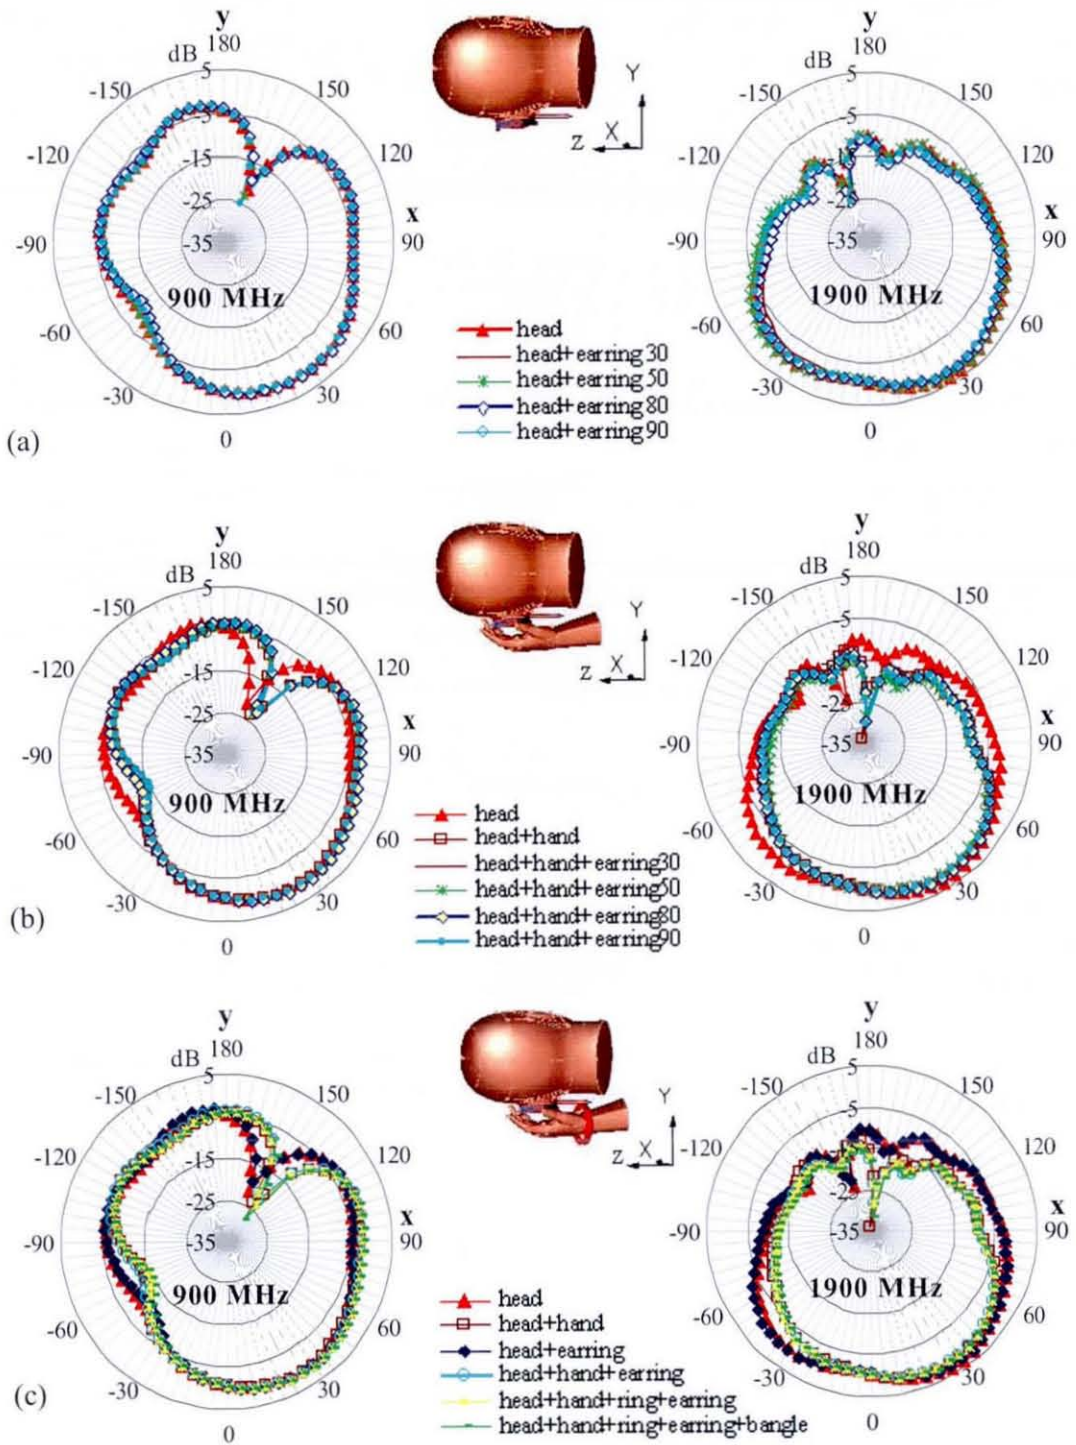 y
180
dB
5
-150
150
-5
-120
120
-15
-25
x
-90
-35
90
900 MHz
-60
60
-30
30
0
(a)
Y
Z
X
y
180
dB
5
-150
150
-5
-120
120
x
-90
-35
90
1900 MHz
-60
60
-30
30
0
head
head+earring30
head+earring50
head+earring80
head+earring90
y
180
dB
5
-150
150
-120
120
-15
-25
x
-90
-35
90
900 MHz
-60
60
-30
30
0
(b)
Y
Z
X
y
180
dB
5
-150
150
-5
-120
120
-25
x
-35
90
-90
1900 MHz
-60
60
-30
30
0
head
head+hand
head+hand+earring30
head+hand+earring50
head+hand+earring80
head+hand+earring90
y
180
dB
5
-150
150
-120
120
-15
-25
x
-90
-35
90
900 MHz
-60
60
-30
30
0
(c)
Y
Z
X
y
180
dB
5
-150
150
-5
-120
120
-25
x
-90
-35
90
1900 MHz
-60
60
-30
30
0
head
head+hand
head+earring
head+hand+earring
head+hand+ring+earring
head+hand+ring+earring+bangle